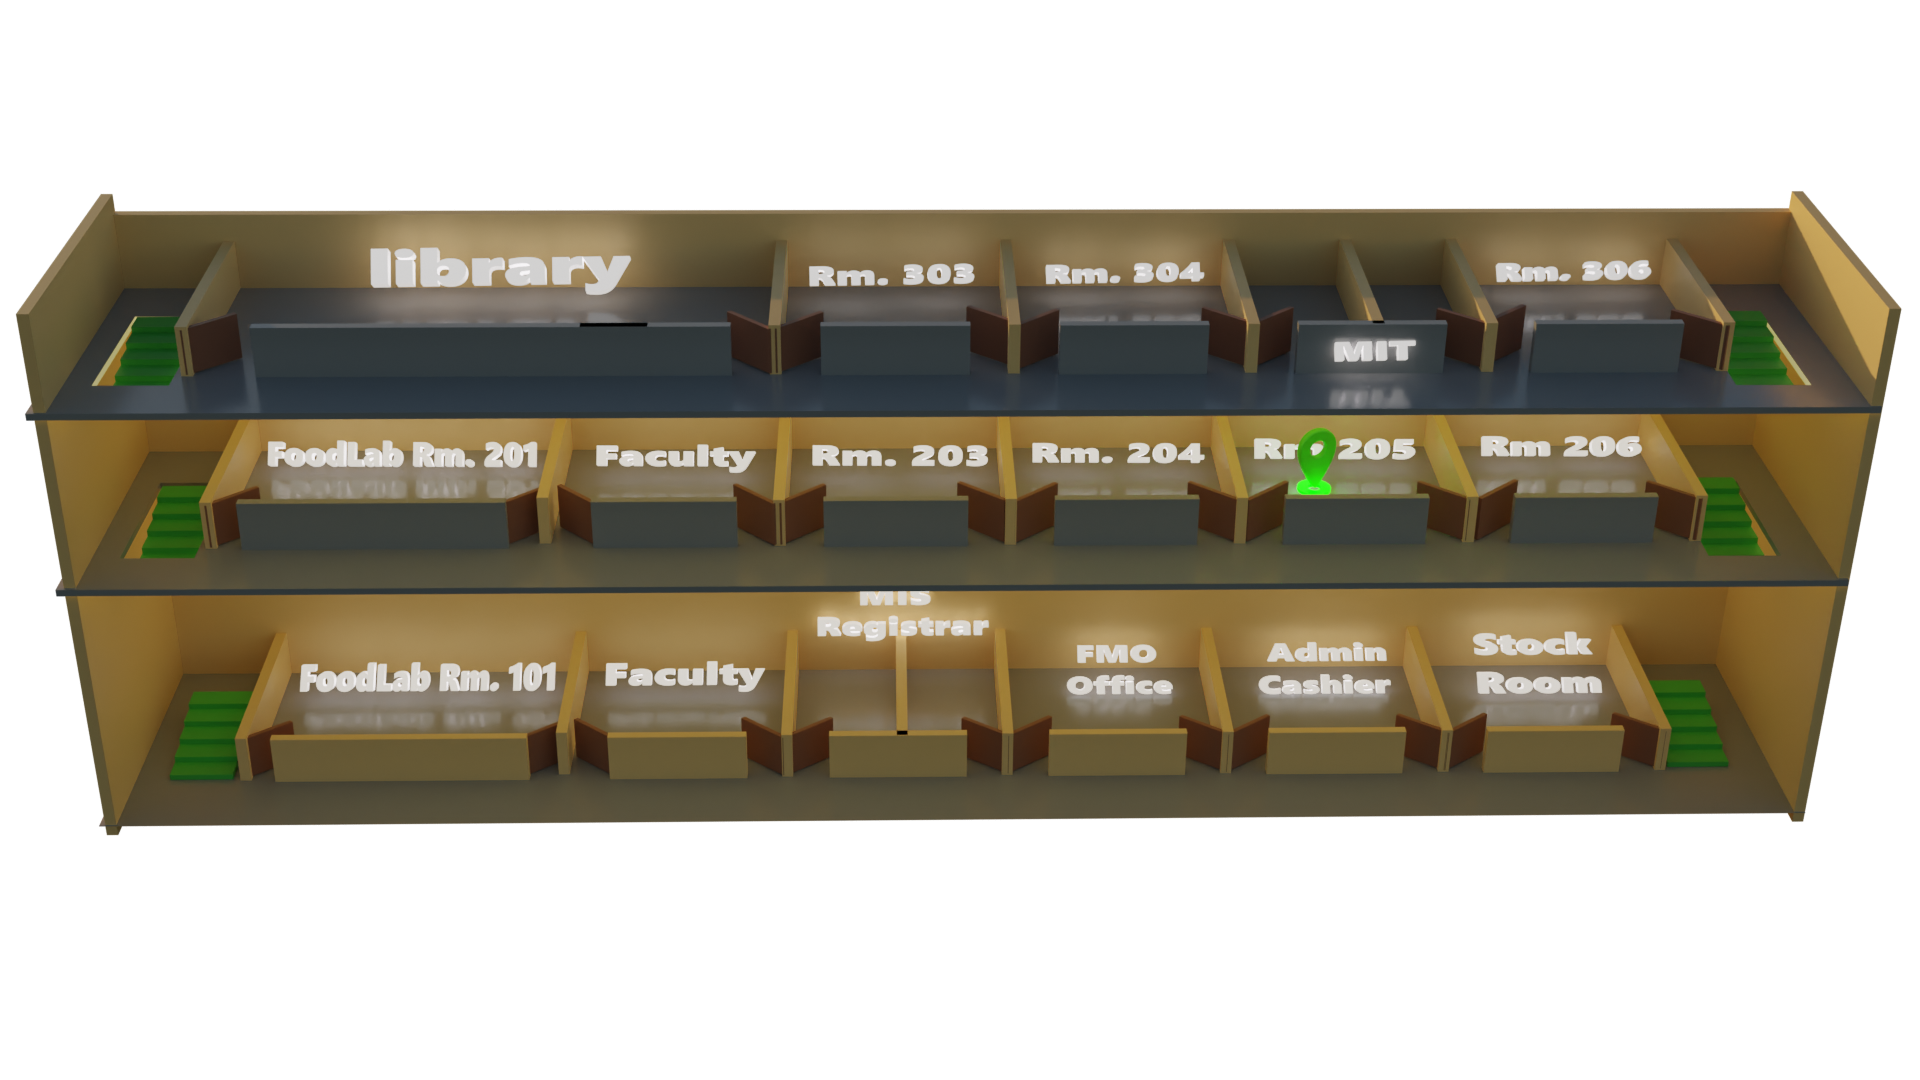 library
Rm. 303
Rm. 304
Rm. 306
MIT
FoodLab Rm. 201
Faculty
Rm. 203
Rm. 204
205
Rm 206
MIS
Registrar
FoodLab Rm. 101
Faculty
FMO
Office
Admin
Cashier
Stock
Room